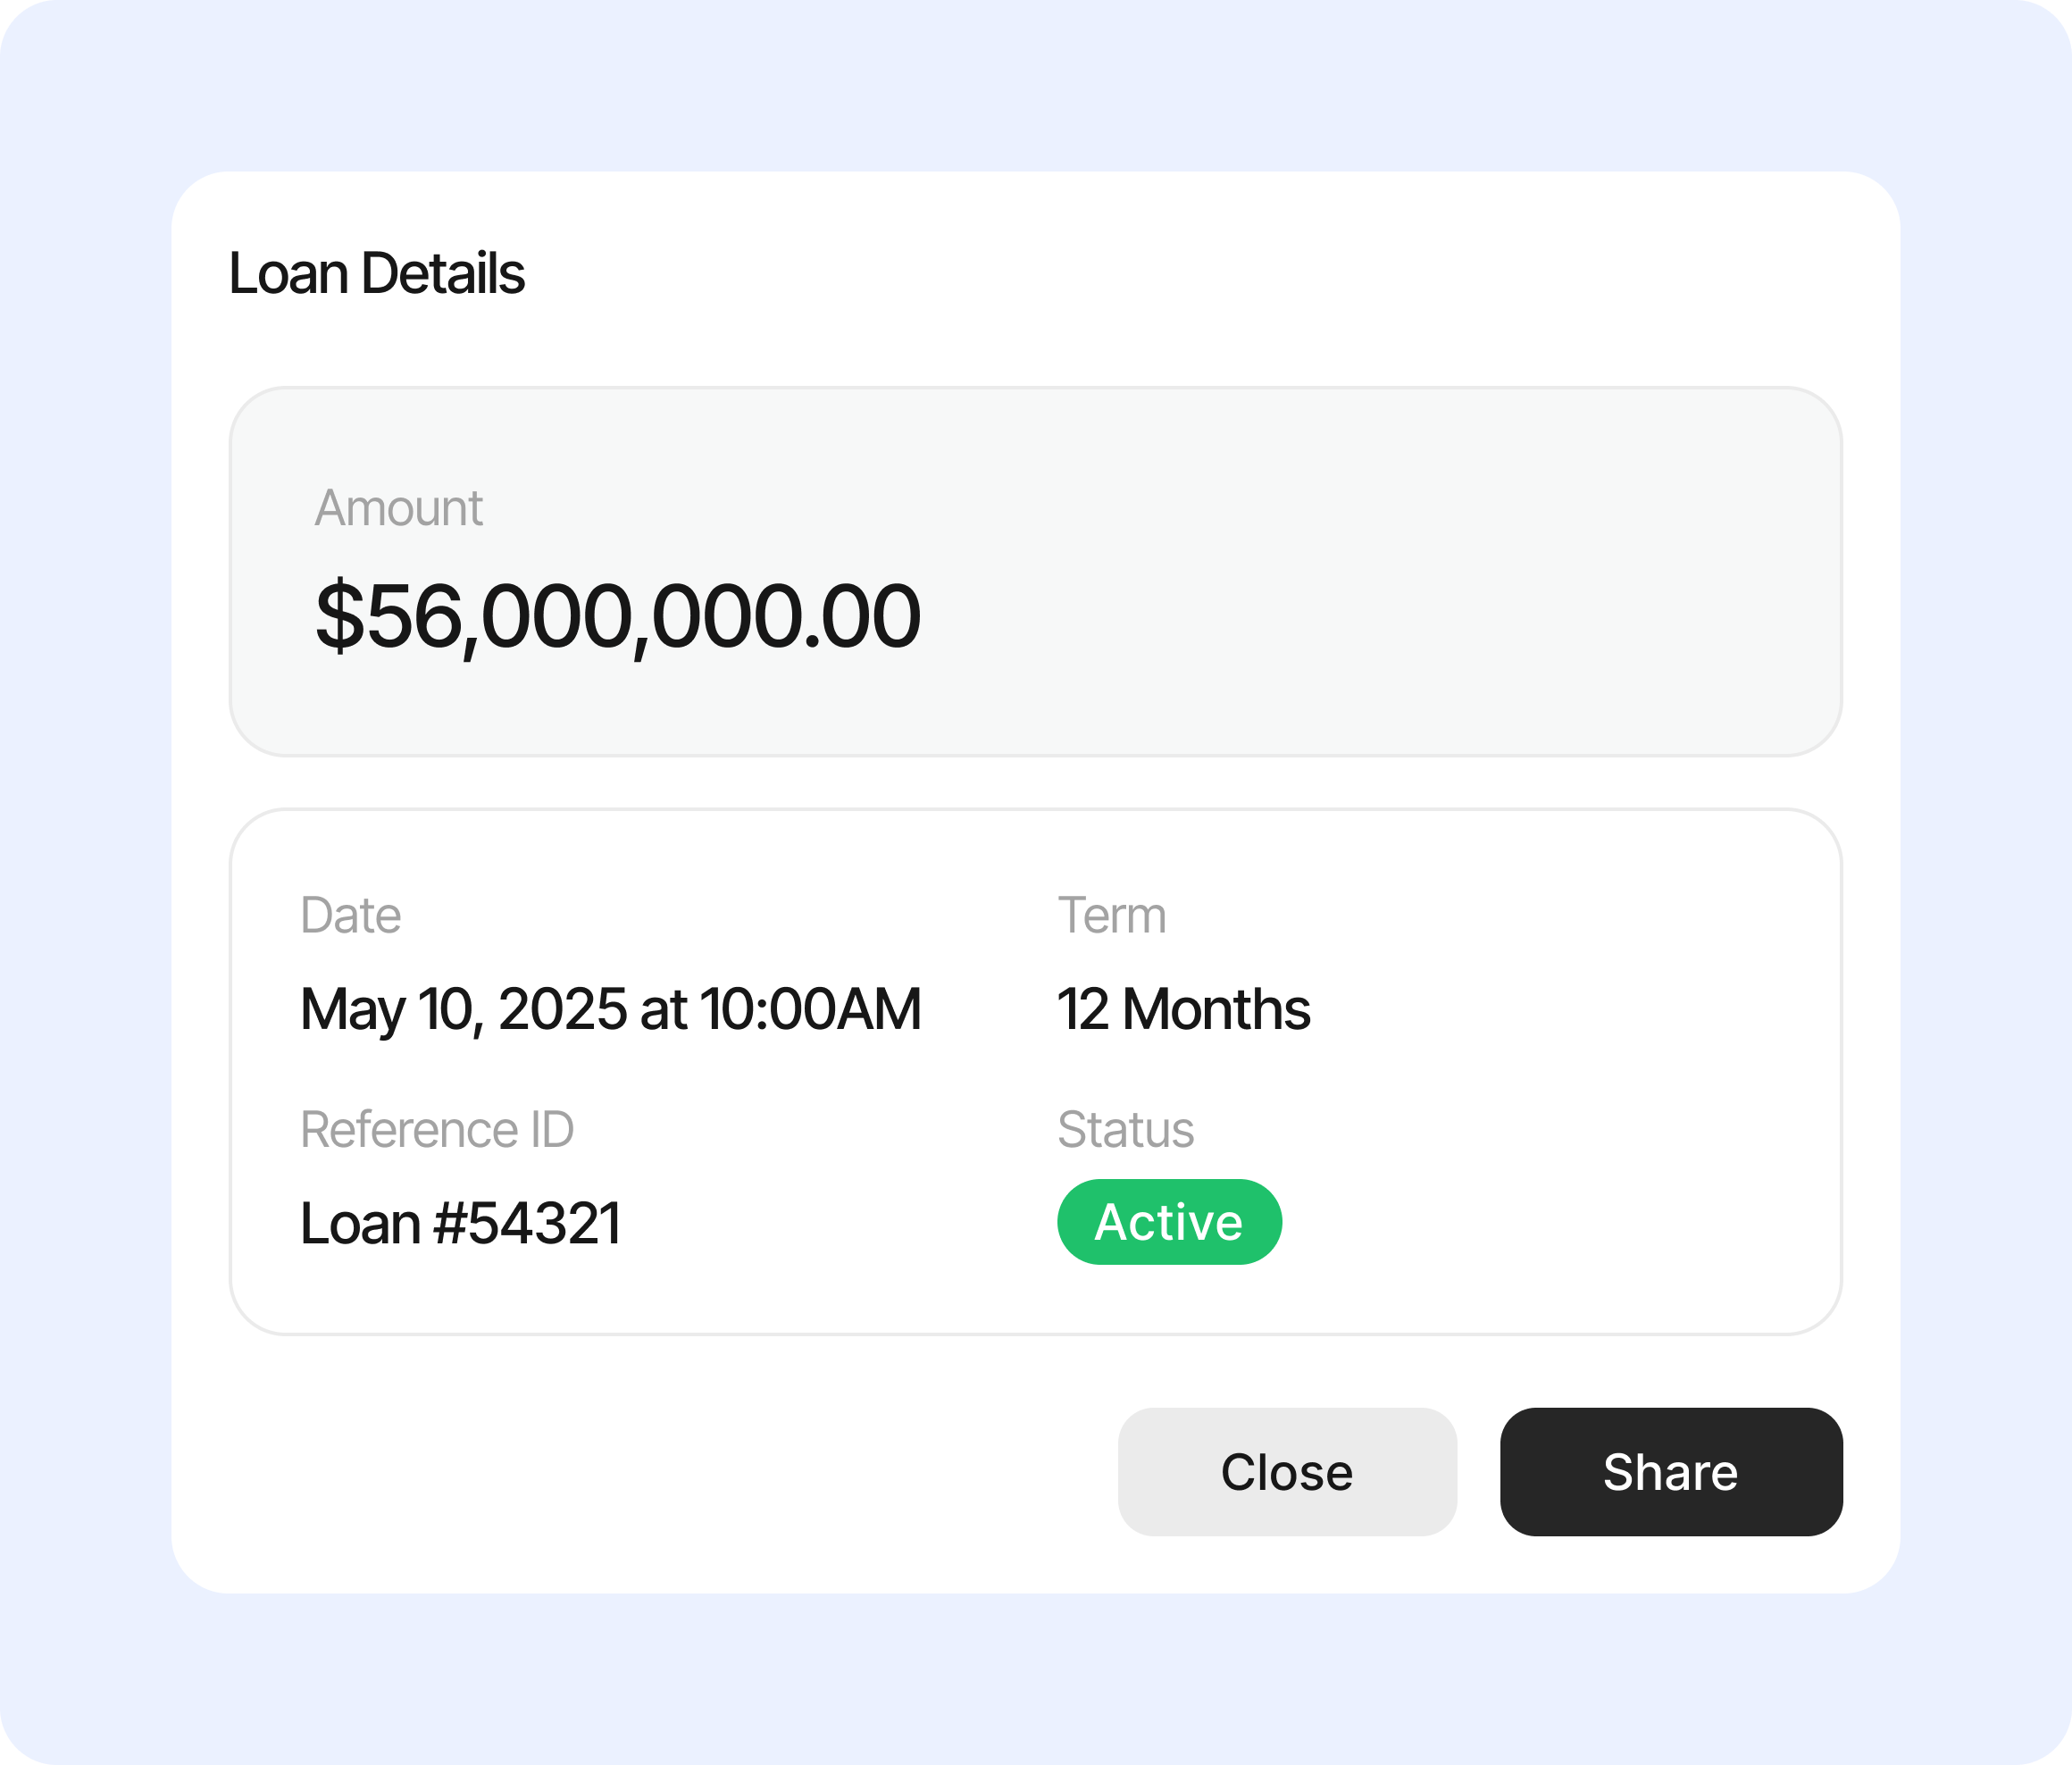 Loan Details
Amount
$56,000,000.00
Date
May 10, 2025 at 10:00AM
Term
12 Months
Reference ID
Loan #54321
Status
Active
Close
Share